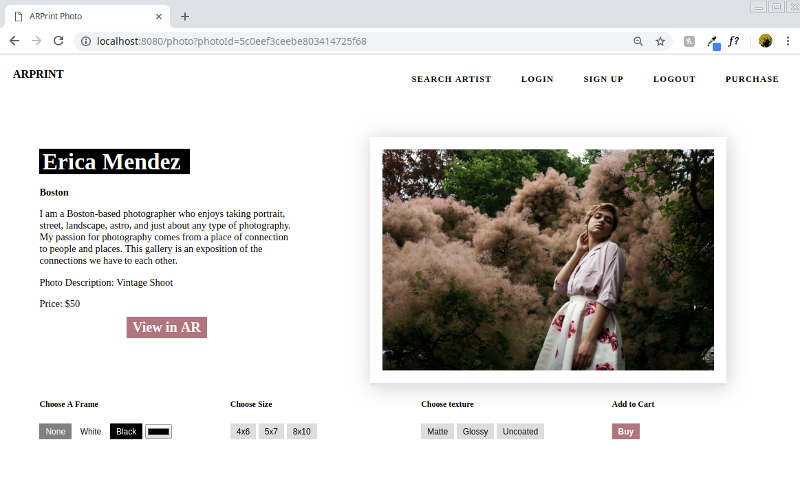 ARPrint Photo
localhost:8080/photo?photoId=5c0eef3ceebe803414725f68
f?
ARPRINT
SEARCH ARTIST LOGIN SIGN UP LOGOUT PURCHASE
Erica Mendez
Boston
I am a Boston-based photographer who enjoys taking portrait,
street, landscape, astro, and just about any type of photography.
My passion for photography comes from a place of connection
to people and places. This gallery is an exposition of the
connections we have to each other.
Photo Description: Vintage Shoot
Price: $50
View in AR
Choose A Frame Choose Size Choose texture Add to Cart
None White Black 4x6 5x7 8x10 Matte Glossy Uncoated Buy